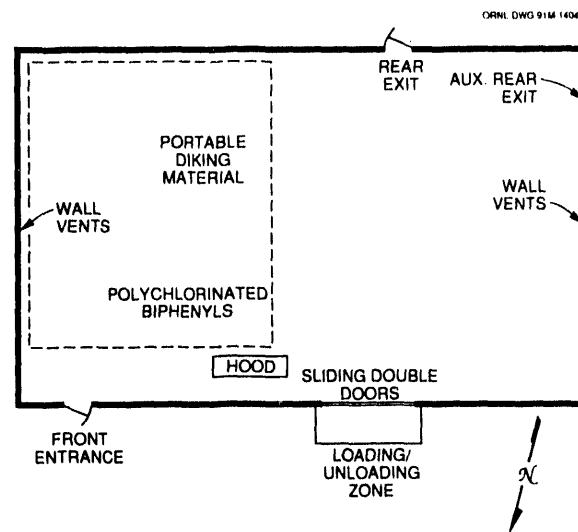 ORNL DWG 91M 1404
REAR
EXIT
AUX. REAR
EXIT
PORTABLE
DIKING
MATERIAL
WALL
VENTS
WALL
VENTS
POLYCHLORINATED
BIPHENYLS
HOOD
SLIDING DOUBLE
DOORS
FRONT
ENTRANCE
LOADING/
UNLOADING
ZONE
N